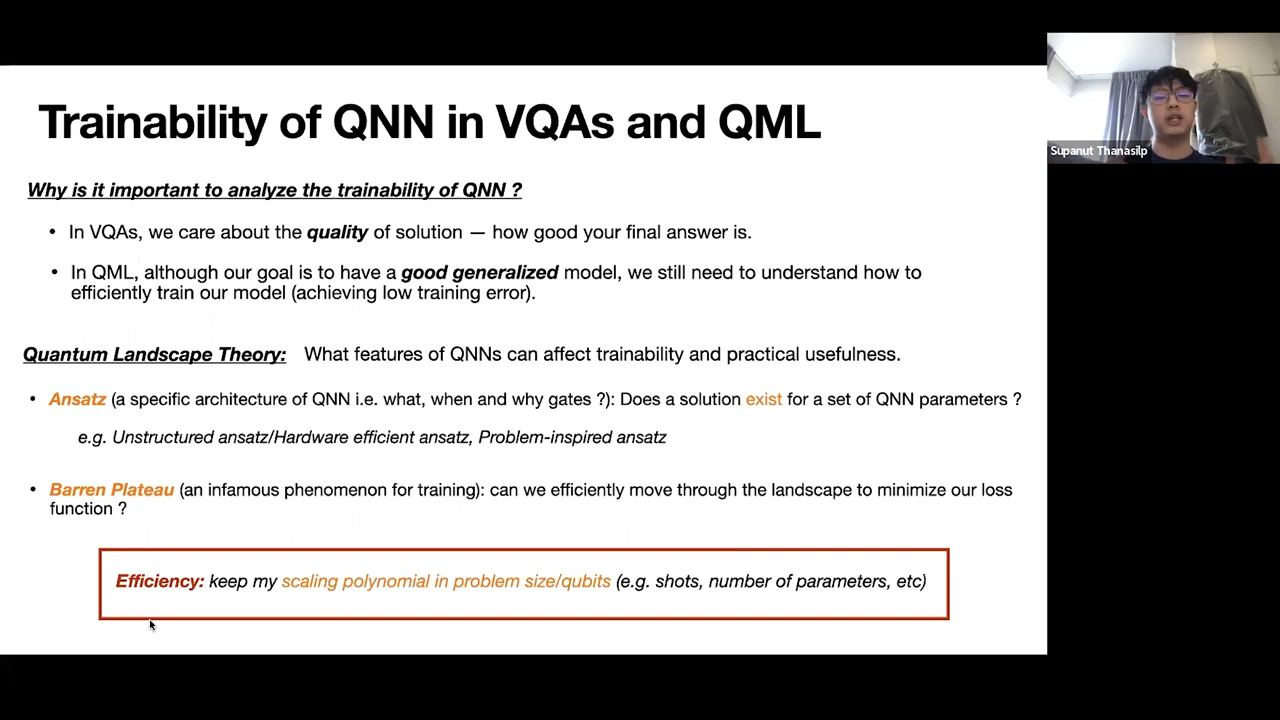 Trainability of QNN in VQAs and QML
Supanut Thanasilp
Why is it important to analyze the trainability of QNN ?
• In VQAs, we care about the quality of solution — how good your final answer is.
• In QML, although our goal is to have a good generalized model, we still need to understand how to
efficiently train our model (achieving low training error).
Quantum Landscape Theory: What features of QNNs can affect trainability and practical usefulness.
• Ansatz (a specific architecture of QNN i.e. what, when and why gates ?): Does a solution exist for a set of QNN parameters ?
e.g. Unstructured ansatz/Hardware efficient ansatz, Problem-inspired ansatz
• Barren Plateau (an infamous phenomenon for training): can we efficiently move through the landscape to minimize our loss
function ?
Efficiency: keep my scaling polynomial in problem size/qubits (e.g. shots, number of parameters, etc)